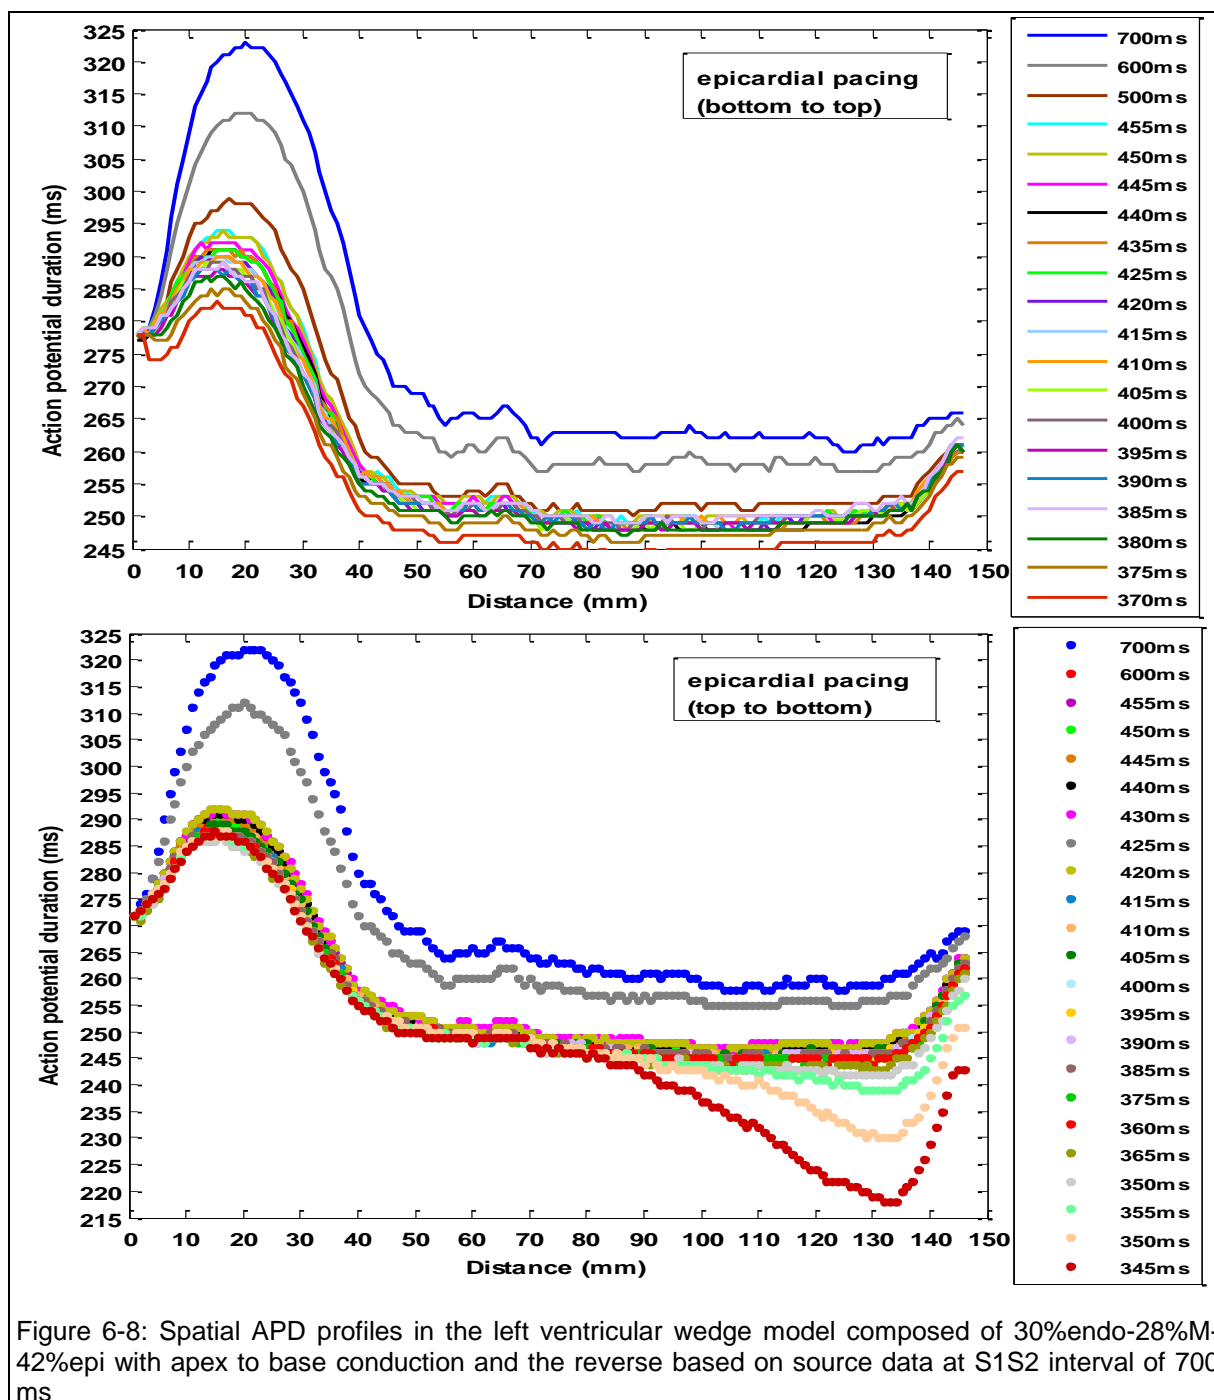 325
320
315
310
305
300
295
290
285
280
275
270
265
260
255
250
245
Action potential duration (ms)
0 10 20 30 40 50 60 70 80 90 100 110 120 130 140 150
Distance (mm)
epicardial pacing
(bottom to top)
700ms
600ms
500ms
455ms
450ms
445ms
440ms
435ms
425ms
420ms
415ms
410ms
405ms
400ms
395ms
390ms
385ms
380ms
375ms
370ms
325
320
315
310
305
300
295
290
285
280
275
270
265
260
255
250
245
240
235
230
225
220
215
Action potential duration (ms)
0 10 20 30 40 50 60 70 80 90 100 110 120 130 140 150
Distance (mm)
epicardial pacing
(top to bottom)
700ms
600ms
455ms
450ms
445ms
440ms
430ms
425ms
420ms
415ms
410ms
405ms
400ms
395ms
390ms
385ms
375ms
360ms
365ms
350ms
355ms
350ms
345ms
Figure 6-8: Spatial APD profiles in the left ventricular wedge model composed of 30%endo-28%M-
42%epi with apex to base conduction and the reverse based on source data at S1S2 interval of 700
ms